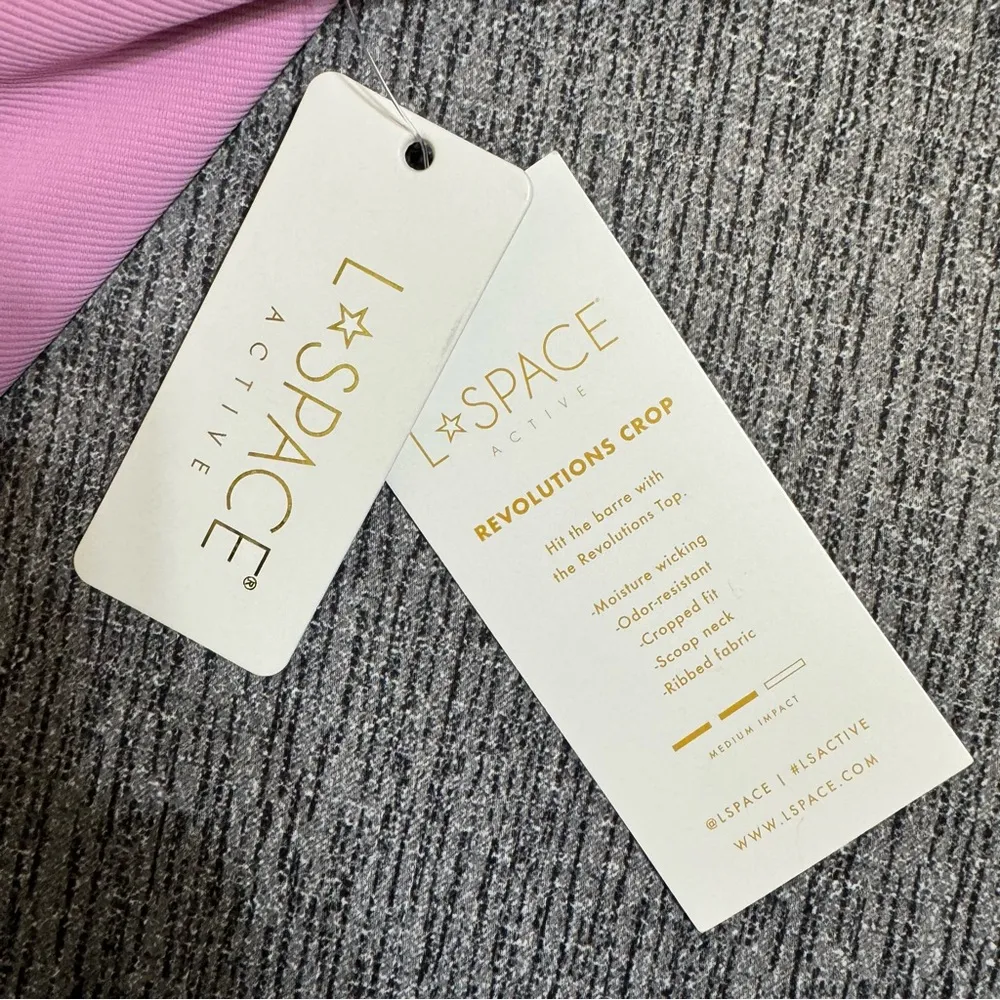 L☆SPACE®
ACTIVE
L☆SPACE
ACTIVE
REVOLUTIONS CROP
Hit the barre with
the Revolutions Top.
-Moisture wicking
-Odor-resistant
-Cropped fit
-Scoop neck
-Ribbed fabric
MEDIUM IMPACT
@LSPACE | #LSACTIVE
WWW.LSPACE.COM